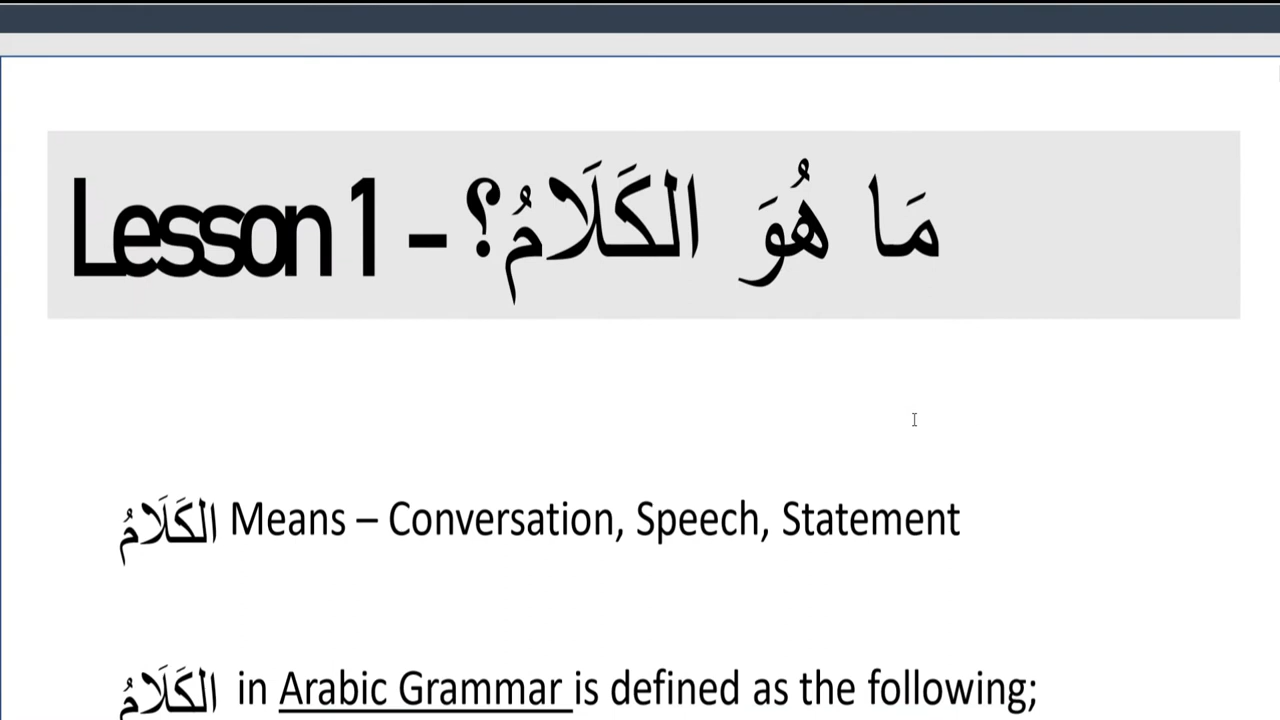 Lesson 1 – مَا هُوَ الكَلَامُ؟
الكَلَامُ Means – Conversation, Speech, Statement
الكَلَامُ in Arabic Grammar is defined as the following;